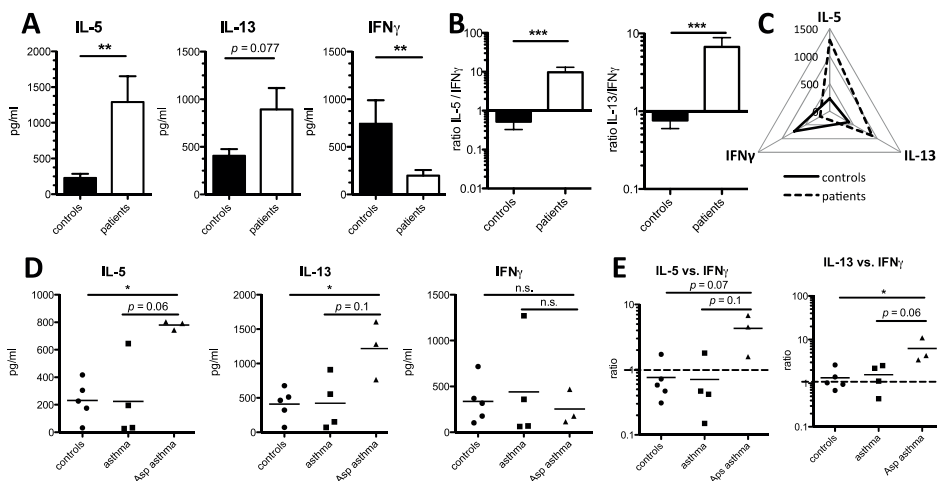 A
IL-5
IL-13
IFNγ
pg/ml
2000
1500
1000
500
0
**
controls
patients
pg/ml
2000
1500
1000
500
0
p = 0.077
controls
patients
pg/ml
1500
1000
500
0
**
controls
patients
B
ratio IL-5 / IFNγ
100
10
1
0.1
0.01
***
controls
patients
ratio IL-13/IFNγ
10
1
0.1
***
controls
patients
C
IL-5
1500
1000
500
0
IFNγ
IL-13
controls
patients
D
IL-5
pg/ml
800
600
400
200
0
*
p = 0.06
controls
asthma
Asp asthma
IL-13
pg/ml
2000
1500
1000
500
0
*
p = 0.1
controls
asthma
Asp asthma
IFNγ
pg/ml
1500
1000
500
0
n.s.
n.s.
controls
asthma
Asp asthma
E
IL-5 vs. IFNγ
p = 0.07
p = 0.1
ratio
10
1
0.1
controls
asthma
Aps asthma
IL-13 vs. IFNγ
*
p = 0.06
ratio
100
10
1
0.1
controls
asthma
Asp asthma